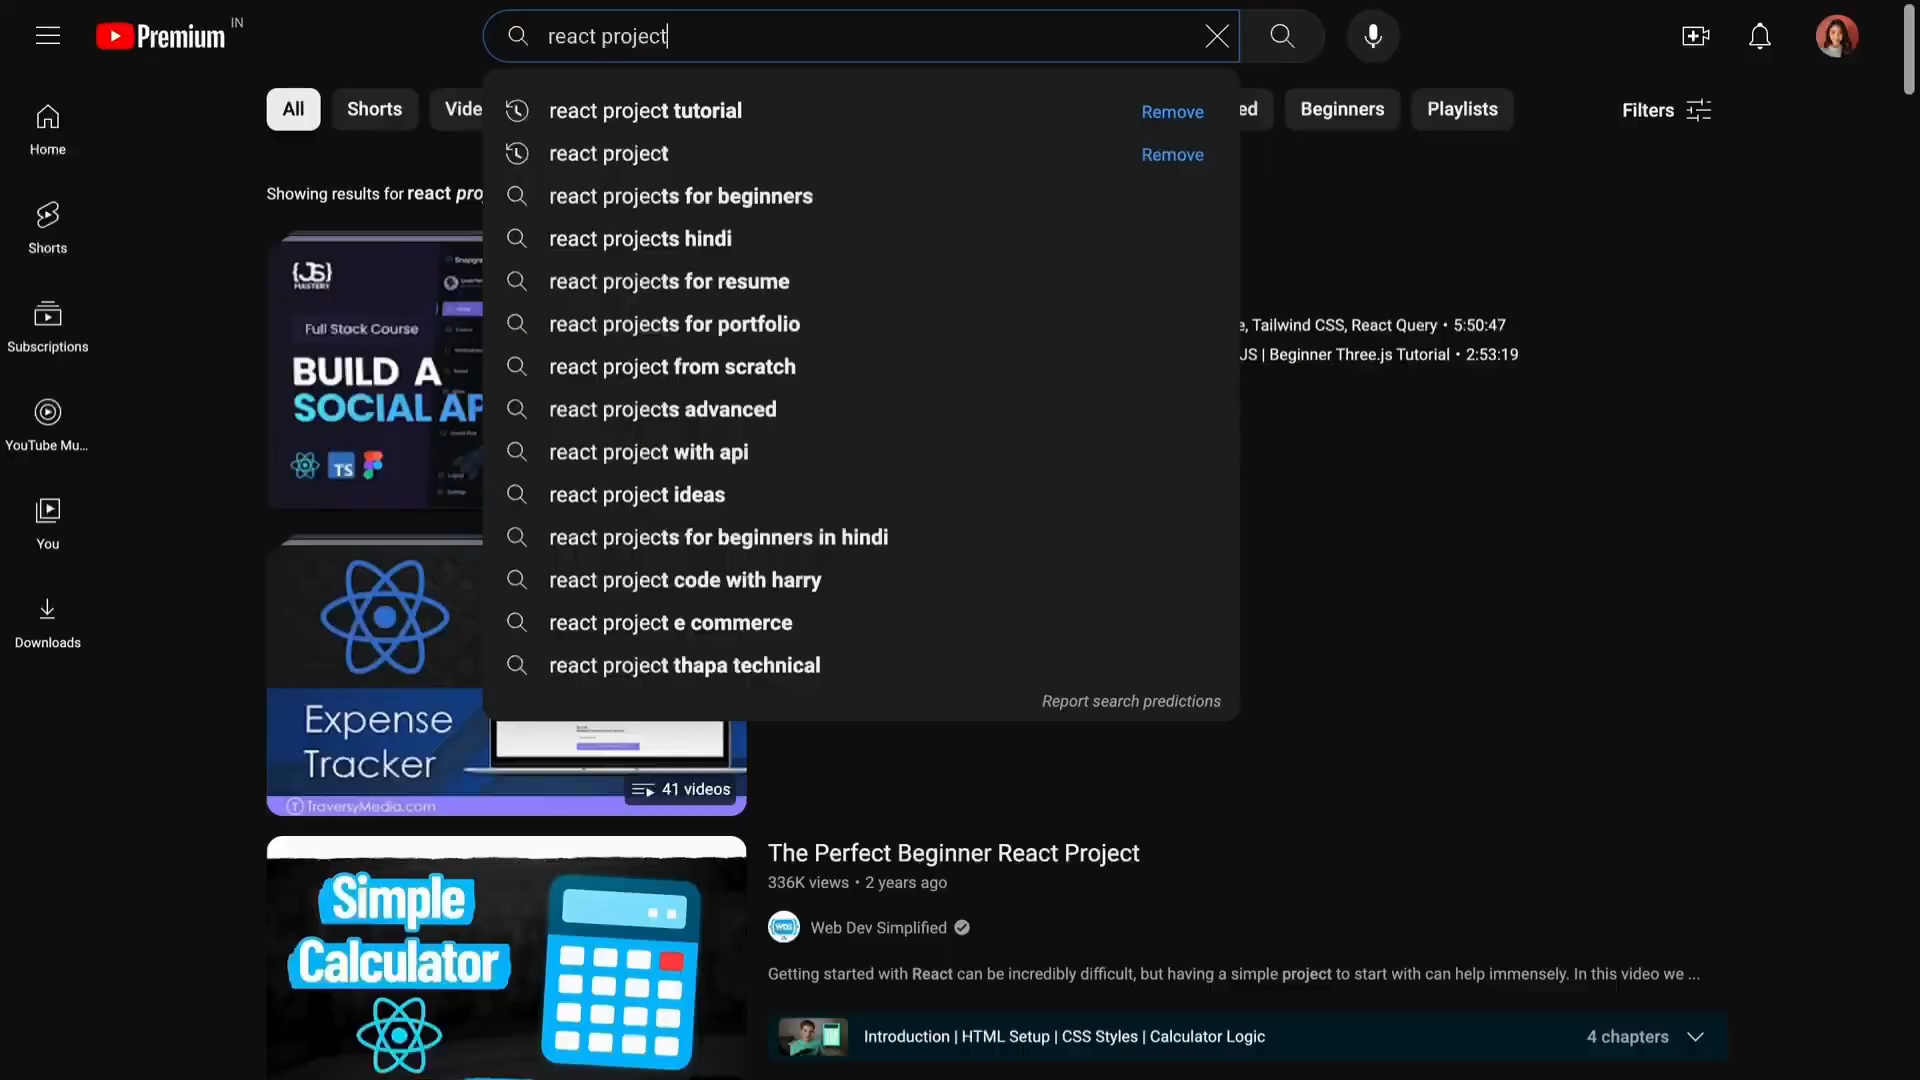 Premium IN
react project
All
Shorts
Vide
ed
Beginners
Playlists
Filters
react project tutorial
Remove
react project
Remove
react projects for beginners
react projects hindi
react projects for resume
react projects for portfolio
react project from scratch
react projects advanced
react project with api
react project ideas
react projects for beginners in hindi
react project code with harry
react project e commerce
react project thapa technical
Report search predictions
Home
Shorts
Subscriptions
YouTube Mu...
You
Downloads
Showing results for react pro
JS
MASTERY
Full Stack Course
BUILD A
SOCIAL AP
TS
e, Tailwind CSS, React Query • 5:50:47
JS | Beginner Three.js Tutorial • 2:53:19
Expense
Tracker
41 videos
TraversyMedia.com
Simple
Calculator
The Perfect Beginner React Project
336K views • 2 years ago
WDS
Web Dev Simplified
Getting started with React can be incredibly difficult, but having a simple project to start with can help immensely. In this video we ...
Introduction | HTML Setup | CSS Styles | Calculator Logic
4 chapters